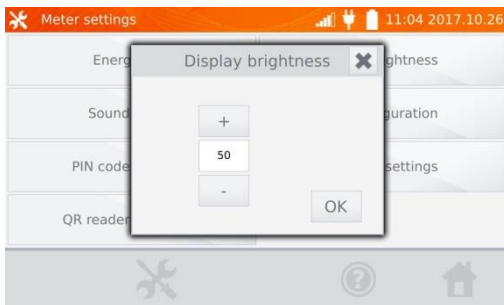 Meter settings 11:04 2017.10.26
Display brightness
Energ
ghtness
+
Sound
guration
50
PIN code
settings
-
OK
QR reader